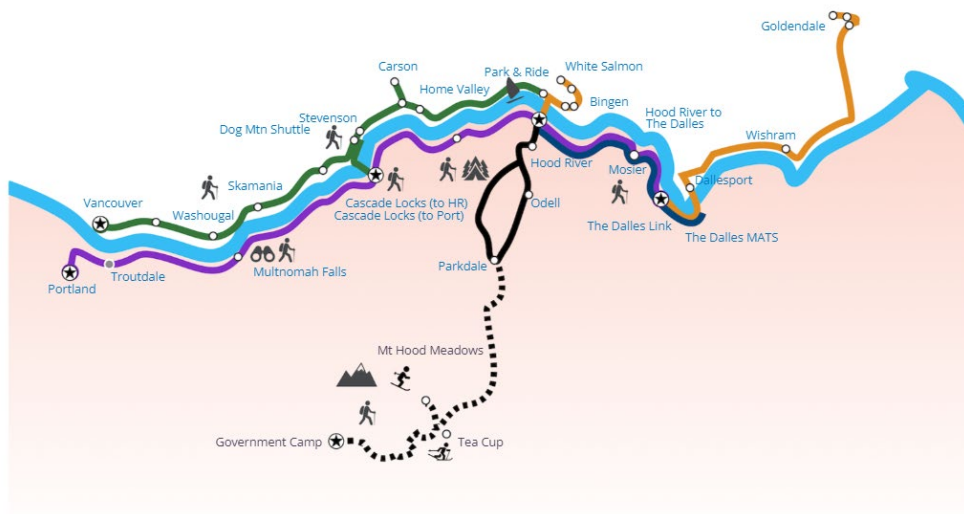 Goldendale
Carson
Park & Ride
White Salmon
Home Valley
Bingen
Stevenson
Hood River to
The Dalles
Dog Mtn Shuttle
Wishram
Hood River
Mosier
Skamania
Dallesport
Vancouver
Cascade Locks (to HR)
Odell
Washougal
Cascade Locks (to Port)
The Dalles Link
The Dalles MATS
Parkdale
Troutdale
Multnomah Falls
Portland
Mt Hood Meadows
Government Camp
Tea Cup